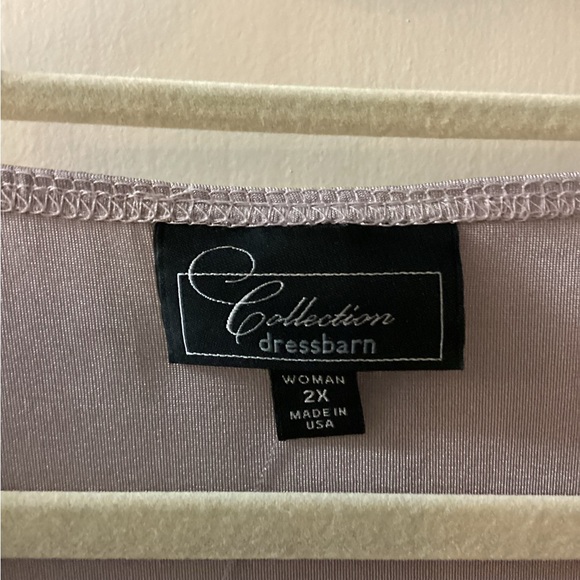 Collection
dressbarn
WOMAN
2X
MADE IN
USA